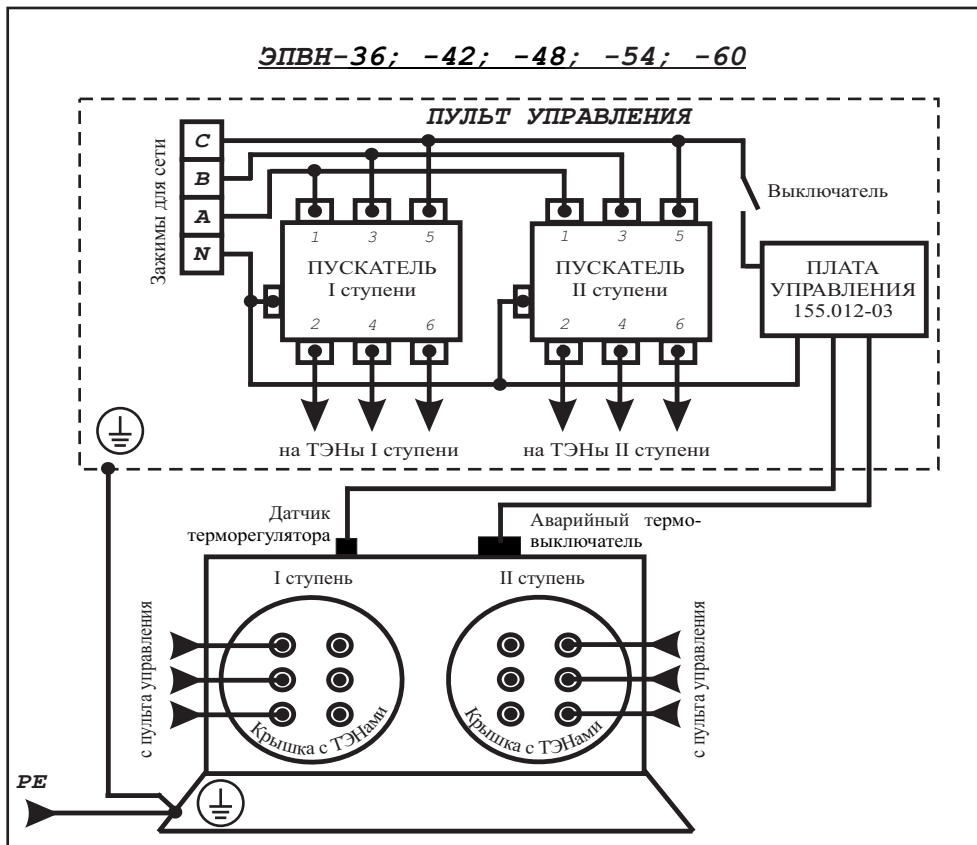 ЭПВН-36; -42; -48; -54; -60
ПУЛЬТ УПРАВЛЕНИЯ
Зажимы для сети
C
B
A
N
Выключатель
1 3 5
ПУСКАТЕЛЬ
I ступени
2 4 6
1 3 5
ПУСКАТЕЛЬ
II ступени
2 4 6
ПЛАТА
УПРАВЛЕНИЯ
155.012-03
на ТЭНы I ступени
на ТЭНы II ступени
Датчик
терморегулятора
Аварийный термо-
выключатель
I ступень
II ступень
с пульта управления
Крышка с ТЭНами
Крышка с ТЭНами
с пульта управления
PE